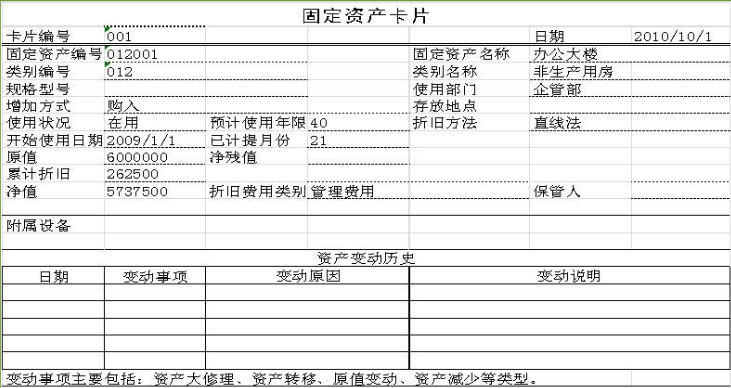 固定资产卡片
卡片编号 001 日期 2010/10/1
固定资产编号 012001 固定资产名称 办公大楼
类别编号 012 类别名称 非生产用房
规格型号 使用部门 企管部
增加方式 购入 存放地点
使用状况 在用 预计使用年限 40 折旧方法 直线法
开始使用日期 2009/1/1 已计提月份 21
原值 6000000 净残值
累计折旧 262500
净值 5737500 折旧费用类别 管理费用 保管人
附属设备
资产变动历史
日期 变动事项 变动原因 变动说明
变动事项主要包括：资产大修理、资产转移、原值变动、资产减少等类型。